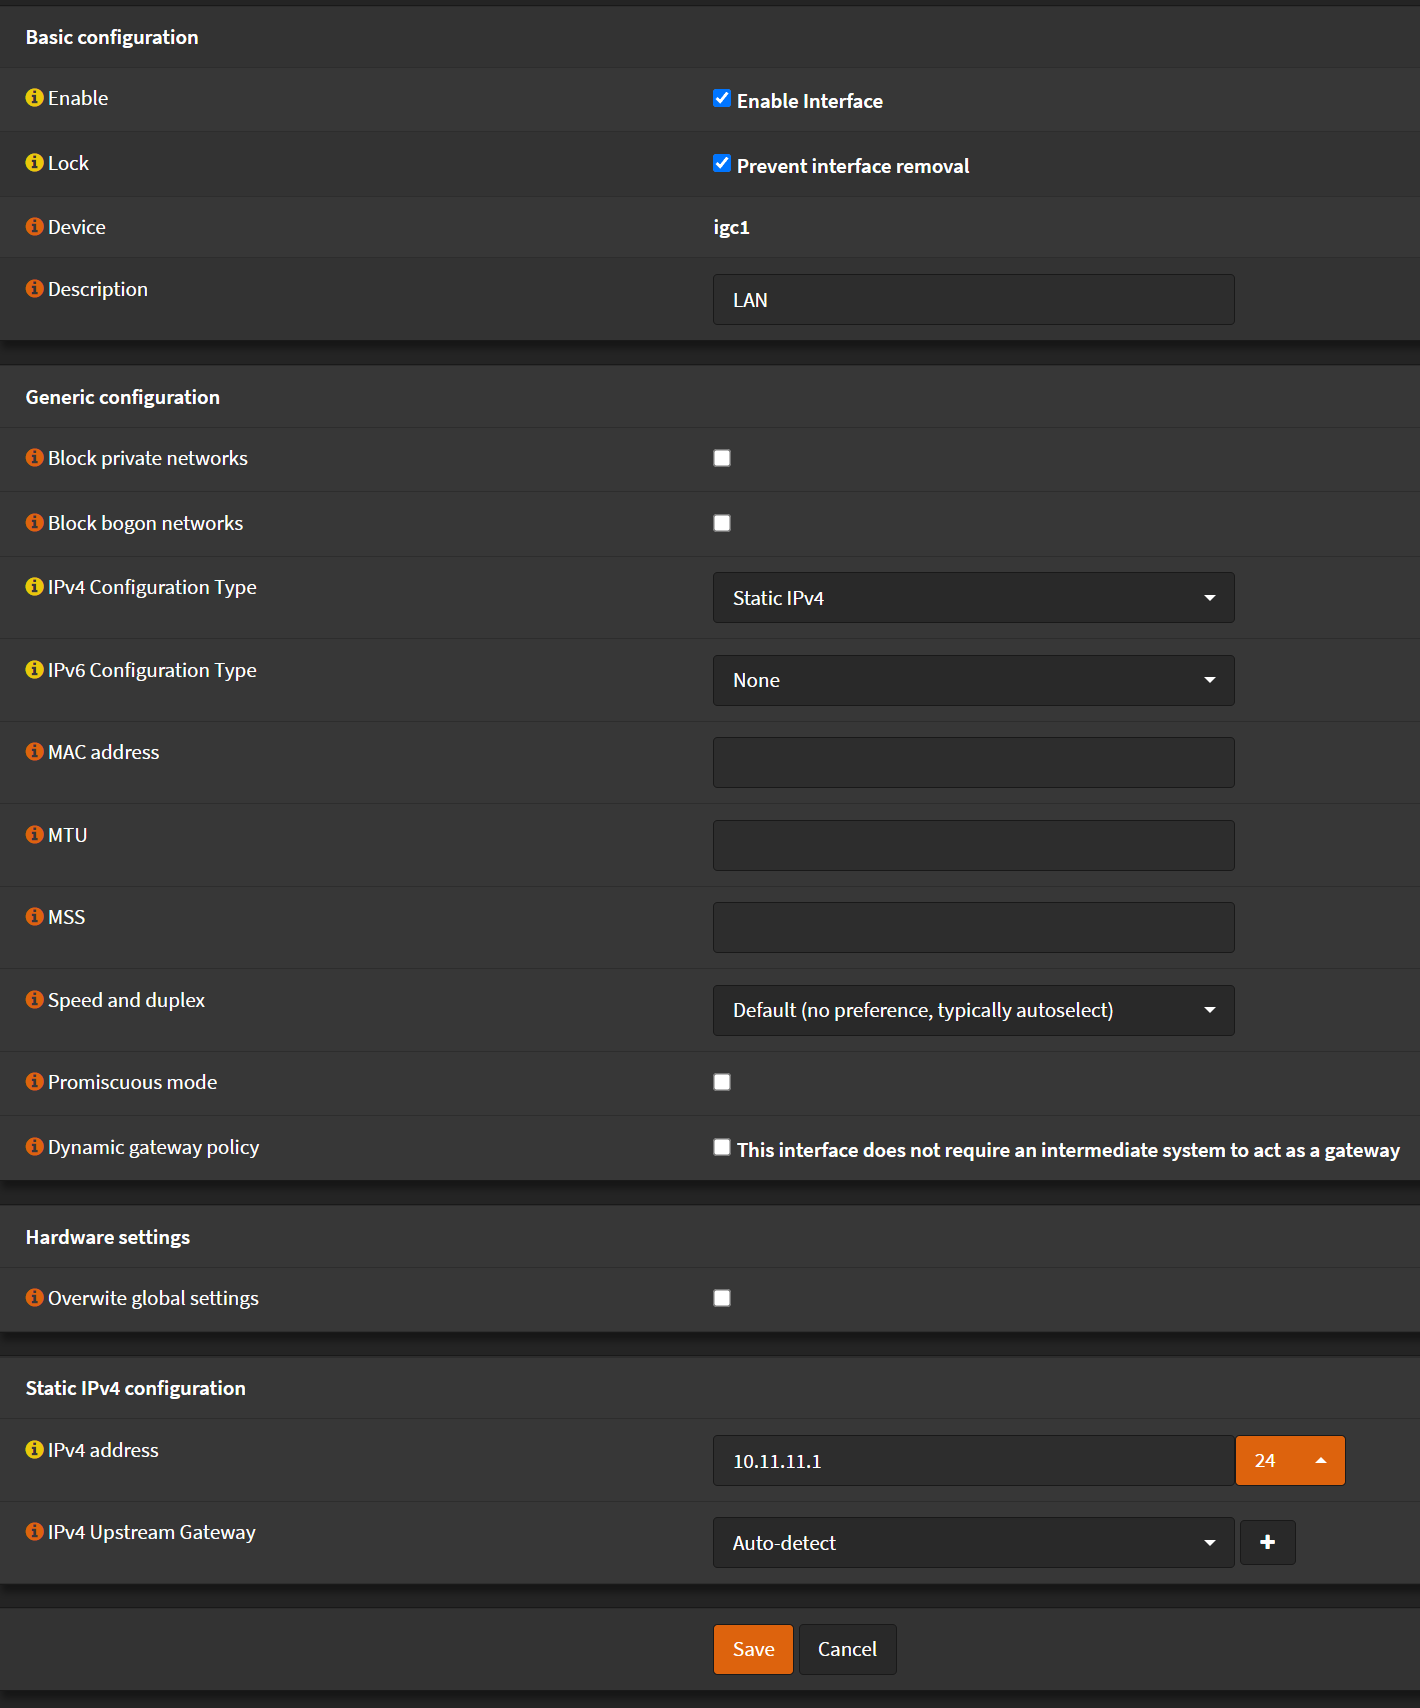 Basic configuration
Enable
Enable Interface
Lock
Prevent interface removal
Device
igc1
Description
LAN
Generic configuration
Block private networks
Block bogon networks
IPv4 Configuration Type
Static IPv4
IPv6 Configuration Type
None
MAC address
MTU
MSS
Speed and duplex
Default (no preference, typically autoselect)
Promiscuous mode
Dynamic gateway policy
This interface does not require an intermediate system to act as a gateway
Hardware settings
Overwite global settings
Static IPv4 configuration
IPv4 address
10.11.11.1
24
IPv4 Upstream Gateway
Auto-detect
Save
Cancel